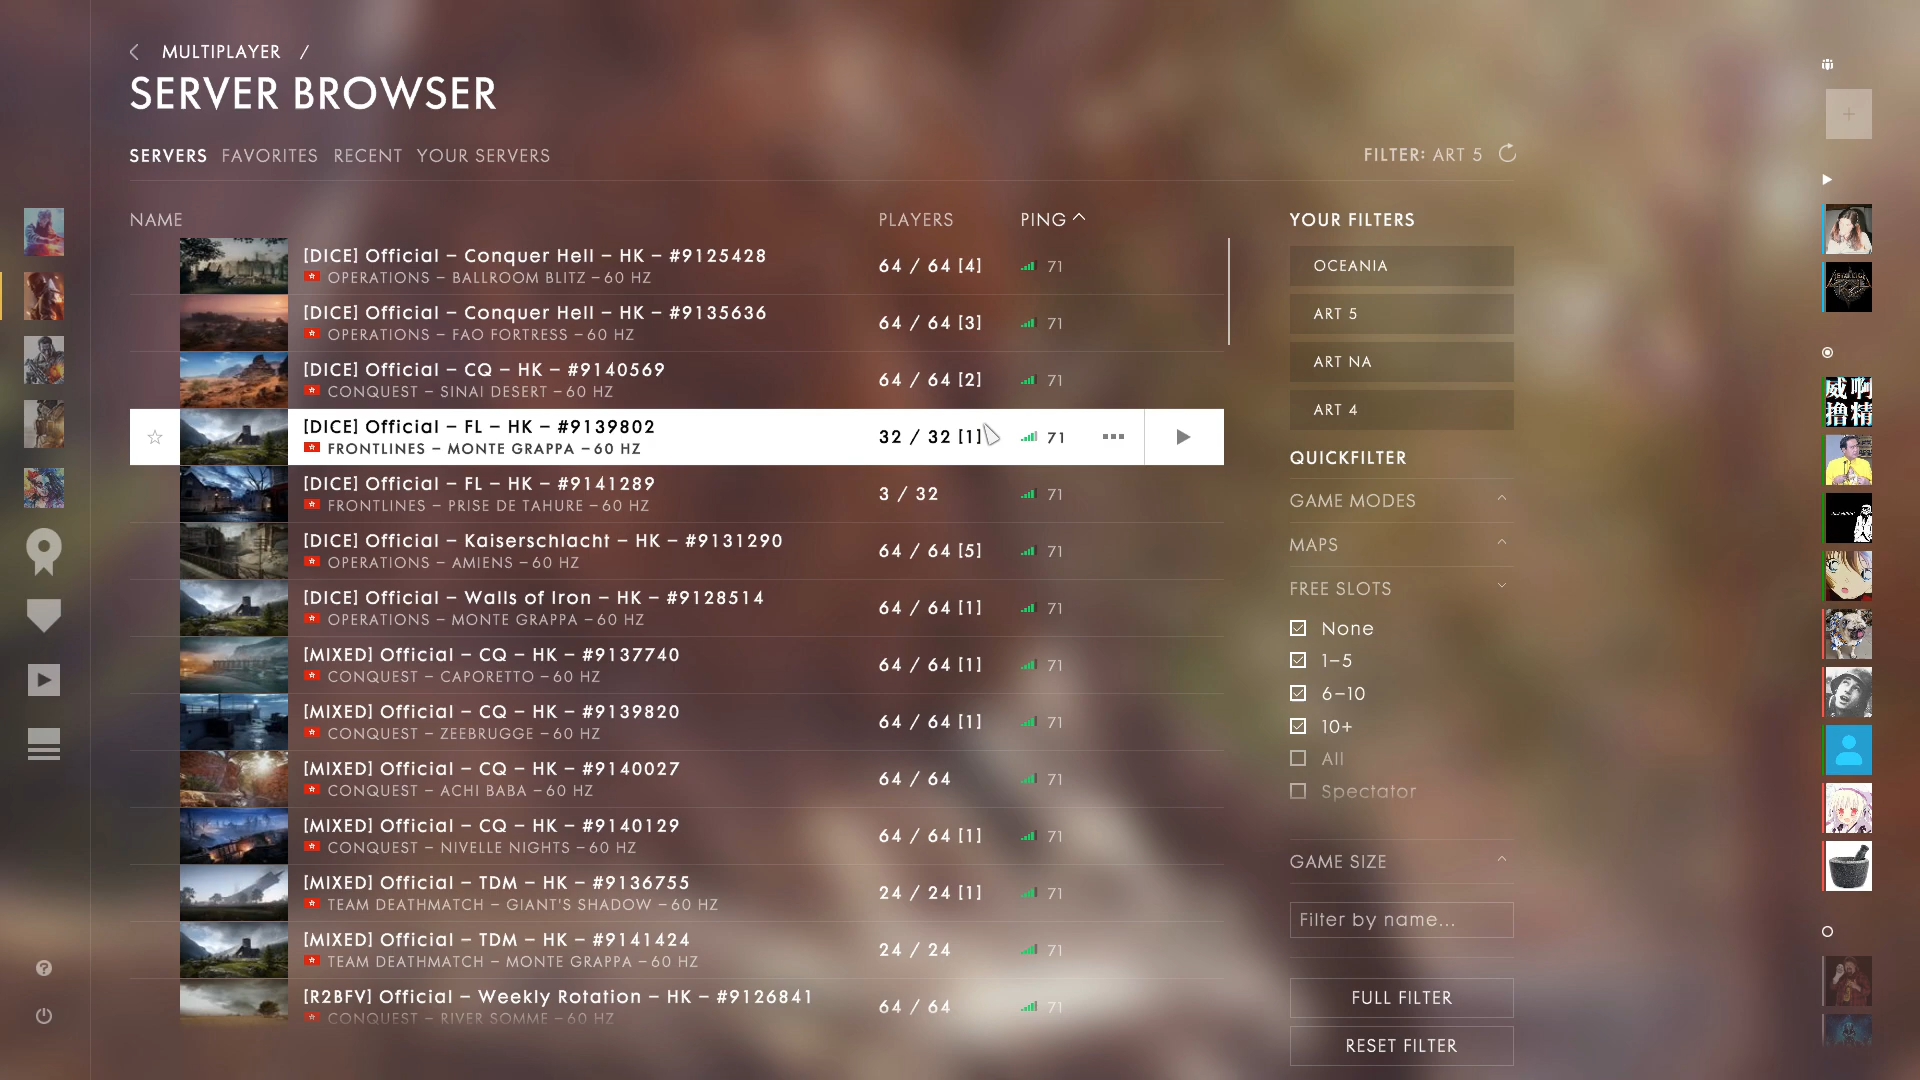 MULTIPLAYER /
SERVER BROWSER
SERVERS FAVORITES RECENT YOUR SERVERS
FILTER: ART 5
NAME PLAYERS PING
[DICE] Official – Conquer Hell – HK – #9125428
OPERATIONS – BALLROOM BLITZ – 60 HZ
64 / 64 [4] 71
[DICE] Official – Conquer Hell – HK – #9135636
OPERATIONS – FAO FORTRESS – 60 HZ
64 / 64 [3] 71
[DICE] Official – CQ – HK – #9140569
CONQUEST – SINAI DESERT – 60 HZ
64 / 64 [2] 71
[DICE] Official – FL – HK – #9139802
FRONTLINES – MONTE GRAPPA – 60 HZ
32 / 32 [1] 71
[DICE] Official – FL – HK – #9141289
FRONTLINES – PRISE DE TAHURE – 60 HZ
3 / 32 71
[DICE] Official – Kaiserschlacht – HK – #9131290
OPERATIONS – AMIENS – 60 HZ
64 / 64 [5] 71
[DICE] Official – Walls of Iron – HK – #9128514
OPERATIONS – MONTE GRAPPA – 60 HZ
64 / 64 [1] 71
[MIXED] Official – CQ – HK – #9137740
CONQUEST – CAPORETTO – 60 HZ
64 / 64 [1] 71
[MIXED] Official – CQ – HK – #9139820
CONQUEST – ZEEBRUGGE – 60 HZ
64 / 64 [1] 71
[MIXED] Official – CQ – HK – #9140027
CONQUEST – ACHI BABA – 60 HZ
64 / 64 71
[MIXED] Official – CQ – HK – #9140129
CONQUEST – NIVELLE NIGHTS – 60 HZ
64 / 64 [1] 71
[MIXED] Official – TDM – HK – #9136755
TEAM DEATHMATCH – GIANT'S SHADOW – 60 HZ
24 / 24 [1] 71
[MIXED] Official – TDM – HK – #9141424
TEAM DEATHMATCH – MONTE GRAPPA – 60 HZ
24 / 24 71
[R2BFV] Official – Weekly Rotation – HK – #9126841
CONQUEST – RIVER SOMME – 60 HZ
64 / 64 71
YOUR FILTERS
OCEANIA
ART 5
ART NA
ART 4
QUICKFILTER
GAME MODES
MAPS
FREE SLOTS
None
1–5
6–10
10+
All
Spectator
GAME SIZE
Filter by name...
FULL FILTER
RESET FILTER
威啊
撸精